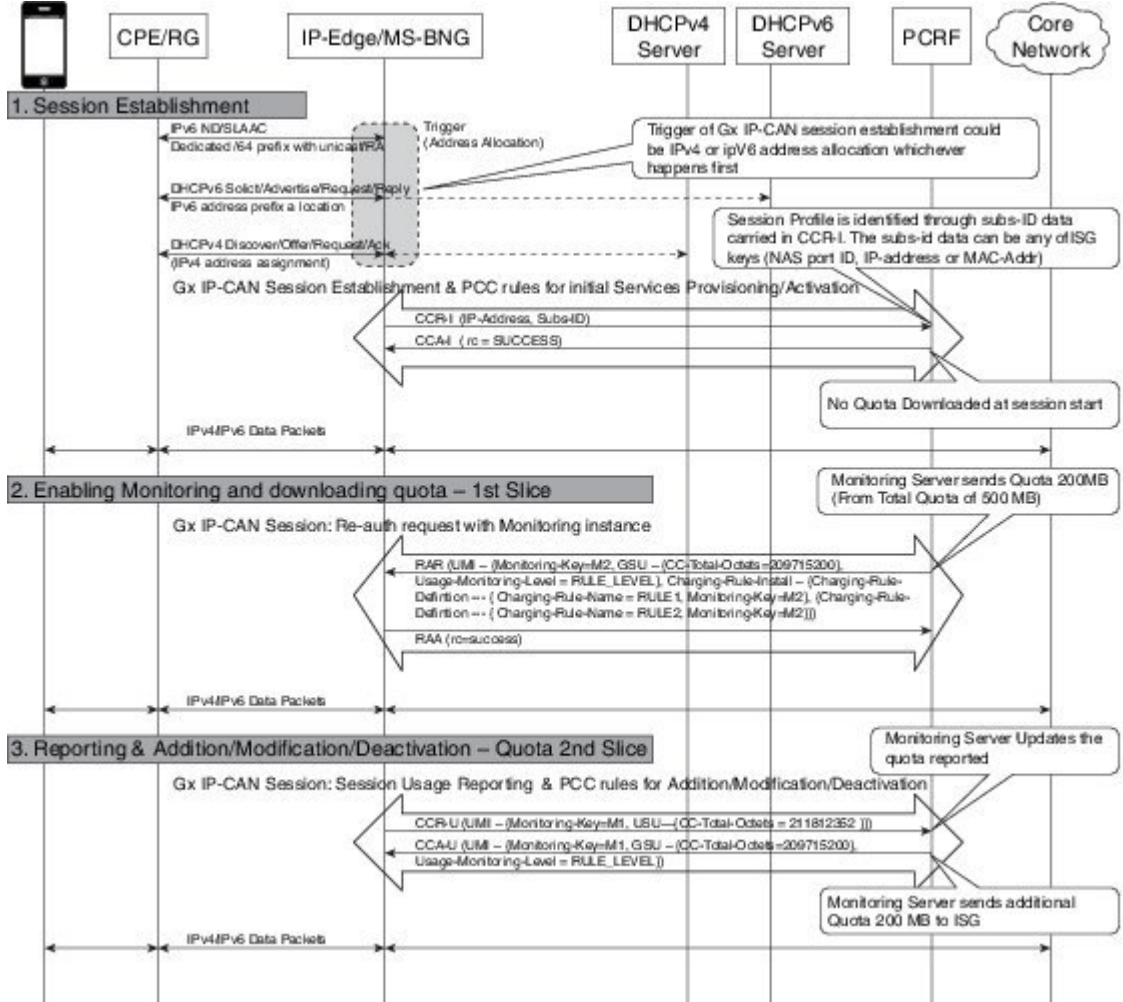 CPE/RG
IP-Edge/MS-BNG
DHCPv4
Server
DHCPv6
Server
PCRF
Core
Network
1. Session Establishment
IPv6 ND/SLAAC
Dedicated /64 prefix with unicast/RA
Trigger
(Address Allocation)
Trigger of Gx IP-CAN session establishment could
be IPv4 or ipV6 address allocation whichever
happens first
DHCPv6 Solict/Advertise/Request/Reply
IPv6 address prefix a location
Session Profile is identified through subs-ID data
carried in CCR-I. The subs-id data can be any of ISG
keys (NAS port ID, IP-address or MAC-Addr)
DHCPv4 Discover/Offer/Request/Ack
(IPv4 address assignment)
Gx IP-CAN Session Establishment & PCC rules for initial Services Provisioning/Activation
CCR-I (IP-Address, Subs-ID)
CCA-I ( rc = SUCCESS)
No Quota Downloaded at session start
IPv4/IPv6 Data Packets
2. Enabling Monitoring and downloading quota – 1st Slice
Monitoring Server sends Quota 200MB
(From Total Quota of 500 MB)
Gx IP-CAN Session: Re-auth request with Monitoring instance
RAR (UMI – {Monitoring-Key=M2, GSU – (CC-Total-Octets=209715200),
Usage-Monitoring-Level = RULE_LEVEL}, Charging-Rule-Install – (Charging-Rule-
Defintion --- ( Charging-Rule-Name = RULE1, Monitoring-Key=M2), (Charging-Rule-
Defintion --- ( Charging-Rule-Name = RULE2, Monitoring-Key=M2)))
RAA (rc=success)
IPv4/IPv6 Data Packets
3. Reporting & Addition/Modification/Deactivation – Quota 2nd Slice
Monitoring Server Updates the
quota reported
Gx IP-CAN Session: Session Usage Reporting & PCC rules for Addition/Modification/Deactivation
CCR-U (UMI – {Monitoring-Key=M1, USU—(CC-Total-Octets = 211812352 )))
CCA-U (UMI – {Monitoring-Key=M1, GSU – (CC-Total-Octets=209715200),
Usage-Monitoring-Level = RULE_LEVEL))
Monitoring Server sends additional
Quota 200 MB to ISG
IPv4/IPv6 Data Packets